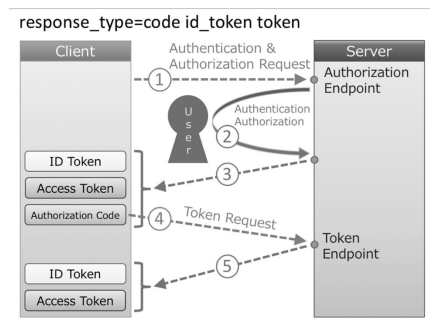 response_type=code id_token token
Client
Authentication &
Authorization Request
Server
1
Authorization
Endpoint
User
Authentication
Authorization
2
ID Token
3
Access Token
Authorization Code
4
Token Request
Token
Endpoint
5
ID Token
Access Token